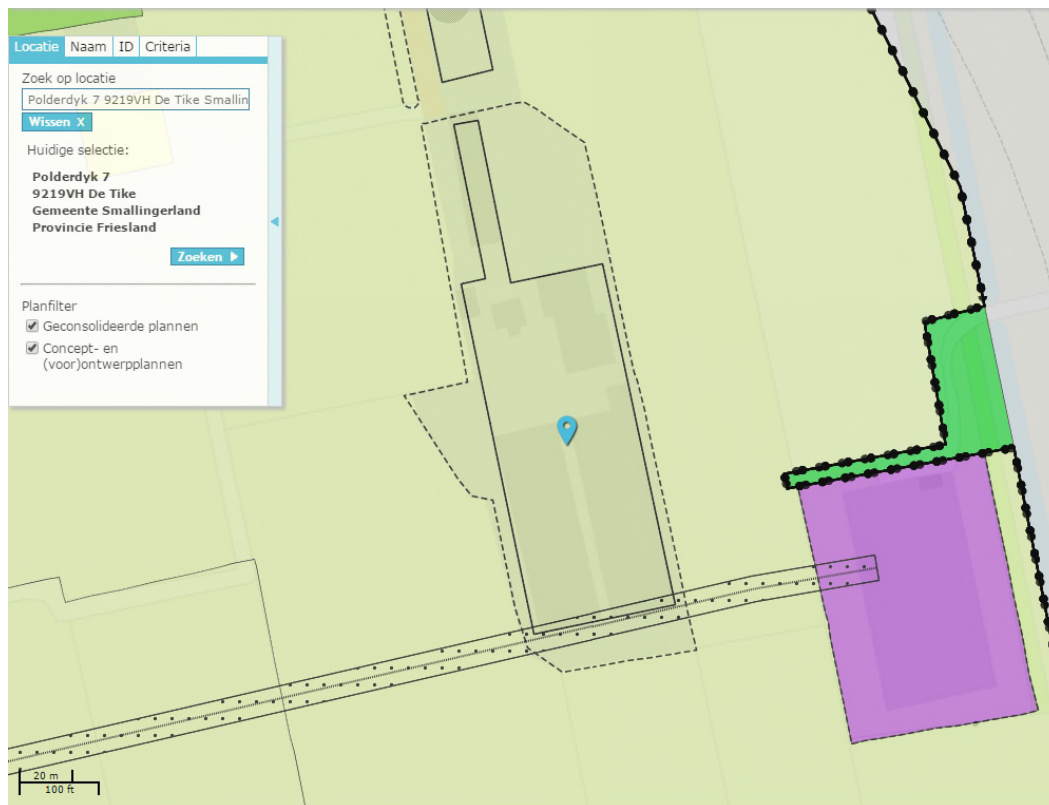 Locatie Naam ID Criteria
Zoek op locatie
Polderdyk 7 9219VH De Tike Smallin
Wissen X
Huidige selectie:
Polderdyk 7
9219VH De Tike
Gemeente Smallingerland
Provincie Friesland
Zoeken
Planfilter
Geconsolideerde plannen
Concept- en
(voor)ontwerpplannen
20 m
100 ft